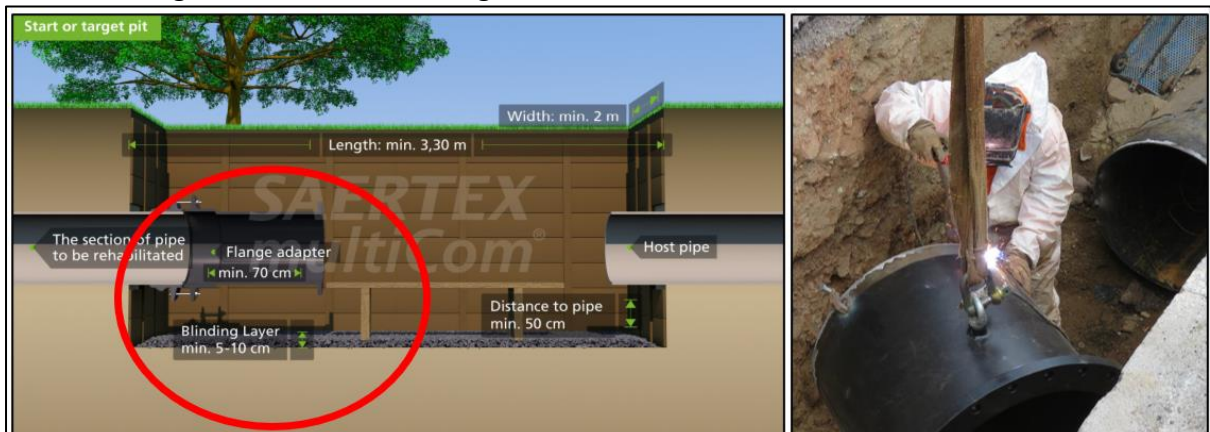 Start or target pit
Width: min. 2 m
Length: min. 3,30 m
SAERTEX
multiCom®
The section of pipe
to be rehabilitated
Flange adapter
min. 70 cm
Host pipe
Distance to pipe
min. 50 cm
Blinding Layer
min. 5-10 cm